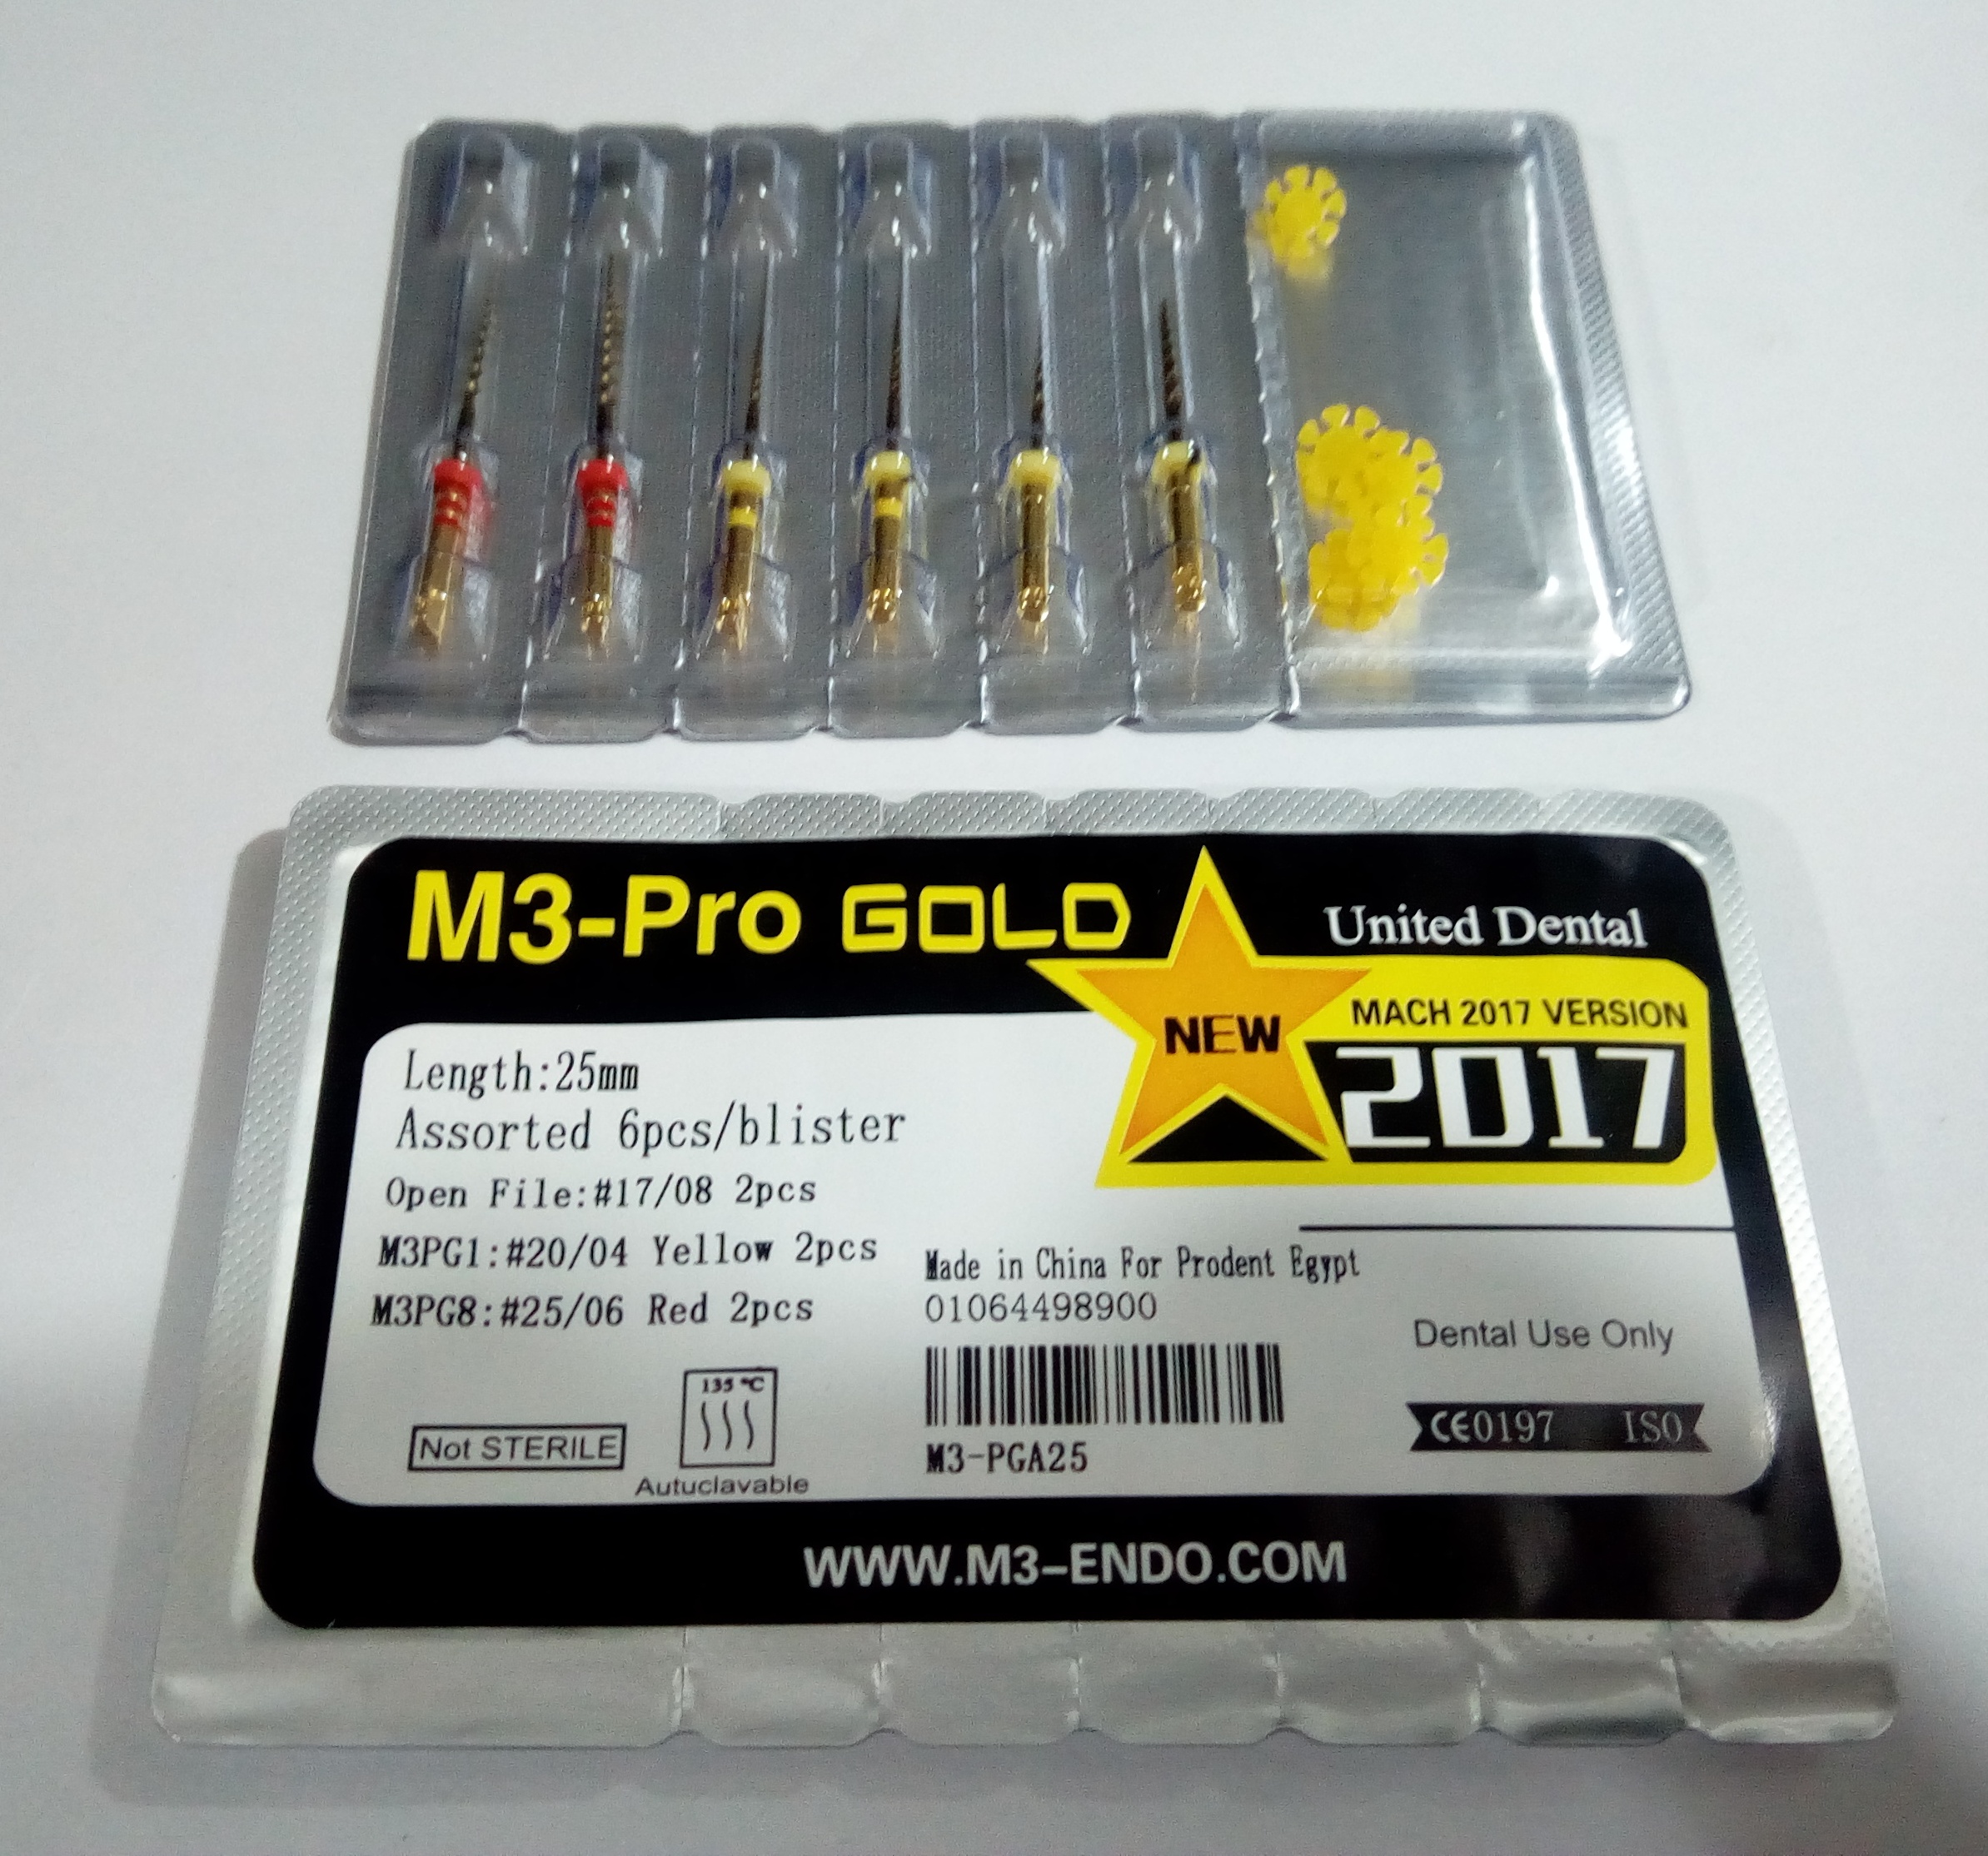 M3-Pro GOLD
United Dental
NEW
MACH 2017 VERSION
2017
Length:25mm
Assorted 6pcs/blister
Open File:#17/08 2pcs
M3PG1:#20/04 Yellow 2pcs
M3PG8:#25/06 Red 2pcs
Made in China For Prodent Egypt
01064498900
Dental Use Only
Not STERILE
135 °C
Autuclavable
M3-PGA25
CE0197 ISO
WWW.M3-ENDO.COM